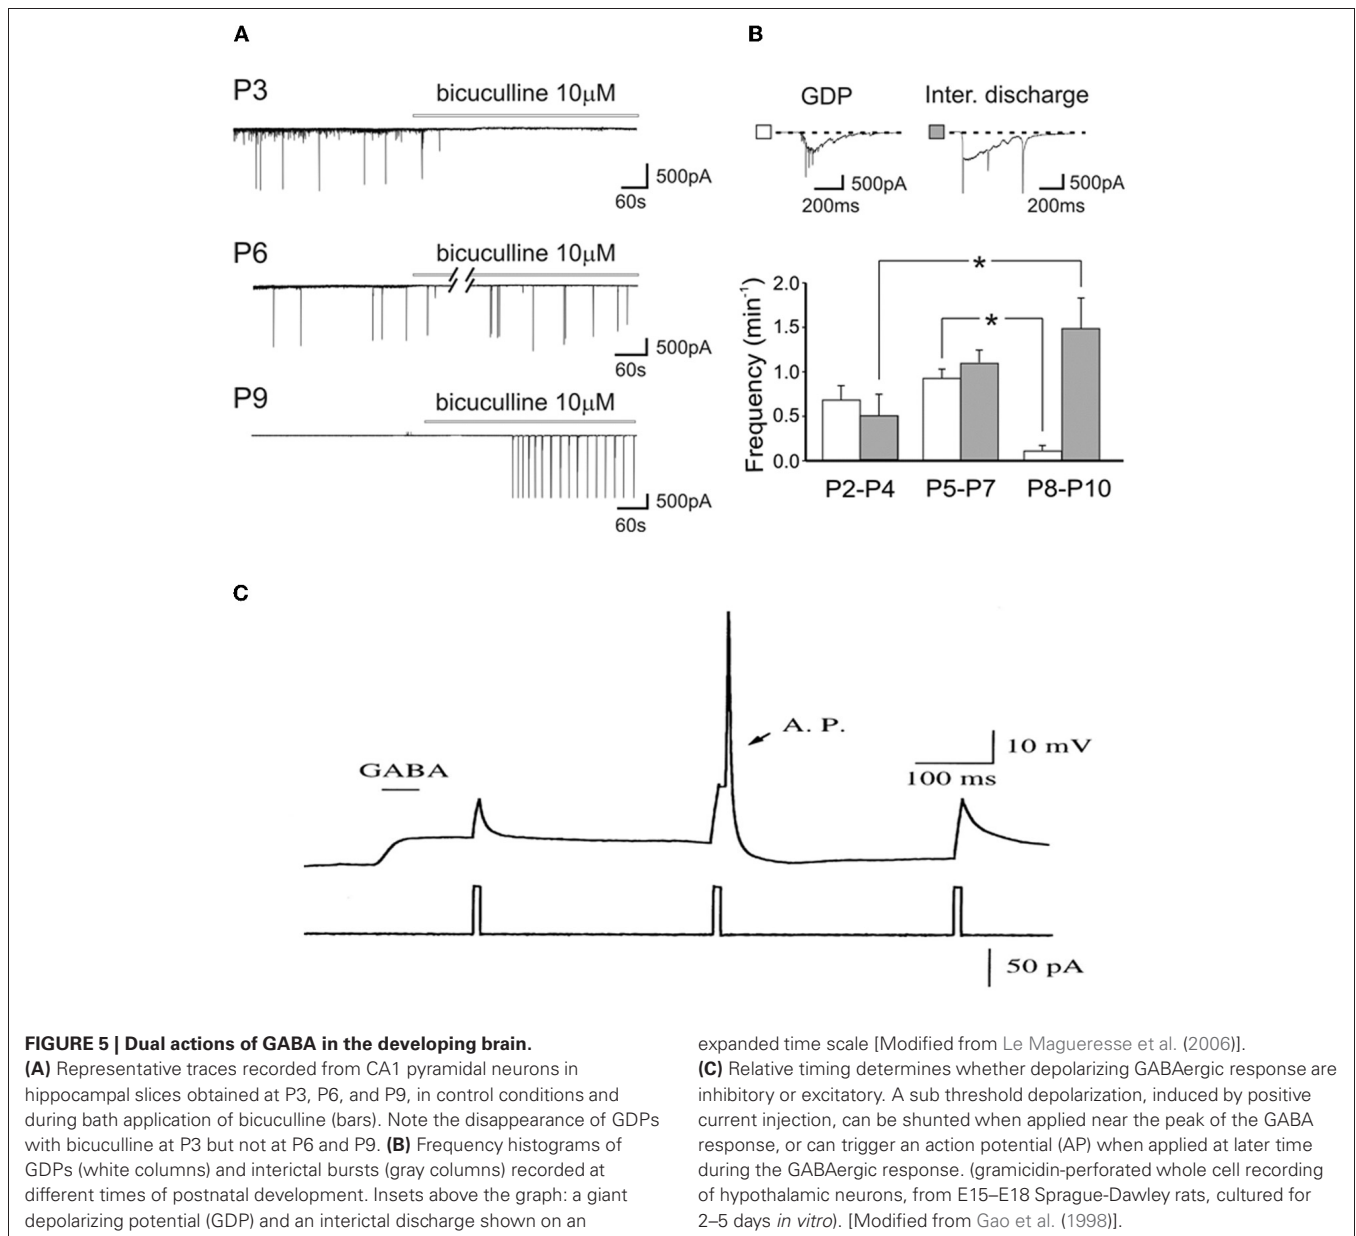 A
P3
bicuculline 10µM
500pA
60s
P6
bicuculline 10µM
500pA
60s
P9
bicuculline 10µM
500pA
60s
B
GDP
Inter. discharge
500pA
200ms
500pA
200ms
*
*
Frequency (min⁻¹)
2.0
1.5
1.0
0.5
0.0
P2-P4
P5-P7
P8-P10
C
GABA
A. P.
10 mV
100 ms
50 pA
FIGURE 5 | Dual actions of GABA in the developing brain.
(A) Representative traces recorded from CA1 pyramidal neurons in
hippocampal slices obtained at P3, P6, and P9, in control conditions and
during bath application of bicuculline (bars). Note the disappearance of GDPs
with bicuculline at P3 but not at P6 and P9. (B) Frequency histograms of
GDPs (white columns) and interictal bursts (gray columns) recorded at
different times of postnatal development. Insets above the graph: a giant
depolarizing potential (GDP) and an interictal discharge shown on an
expanded time scale [Modified from Le Magueresse et al. (2006)].
(C) Relative timing determines whether depolarizing GABAergic response are
inhibitory or excitatory. A sub threshold depolarization, induced by positive
current injection, can be shunted when applied near the peak of the GABA
response, or can trigger an action potential (AP) when applied at later time
during the GABAergic response. (gramicidin-perforated whole cell recording
of hypothalamic neurons, from E15–E18 Sprague-Dawley rats, cultured for
2–5 days in vitro). [Modified from Gao et al. (1998)].